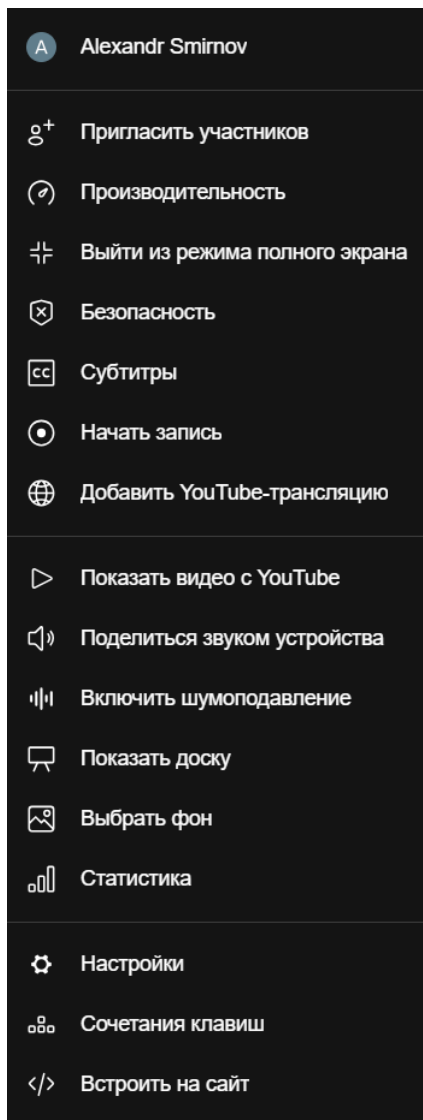 A Alexandr Smirnov
Пригласить участников
Производительность
Выйти из режима полного экрана
Безопасность
CC Субтитры
Начать запись
Добавить YouTube-трансляцию
Показать видео с YouTube
Поделиться звуком устройства
Включить шумоподавление
Показать доску
Выбрать фон
Статистика
Настройки
Сочетания клавиш
</> Встроить на сайт